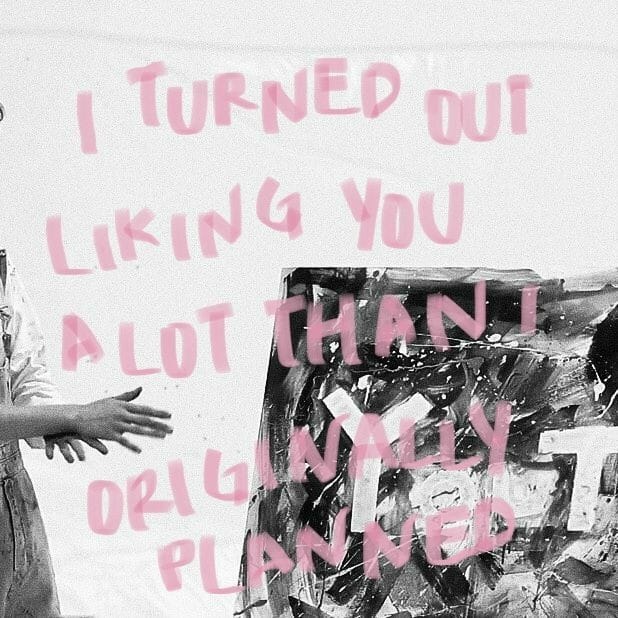 I TURNED OUT
LIKING YOU
A LOT THAN I
ORIGINALLY
PLANNED